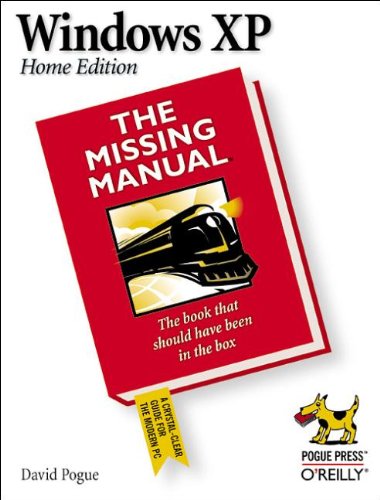 Windows XP
Home Edition
THE
MISSING
MANUAL®
The book that
should have been
in the box
A CRYSTAL-CLEAR
GUIDE FOR
THE MODERN PC
David Pogue
POGUE PRESS™
O'REILLY®